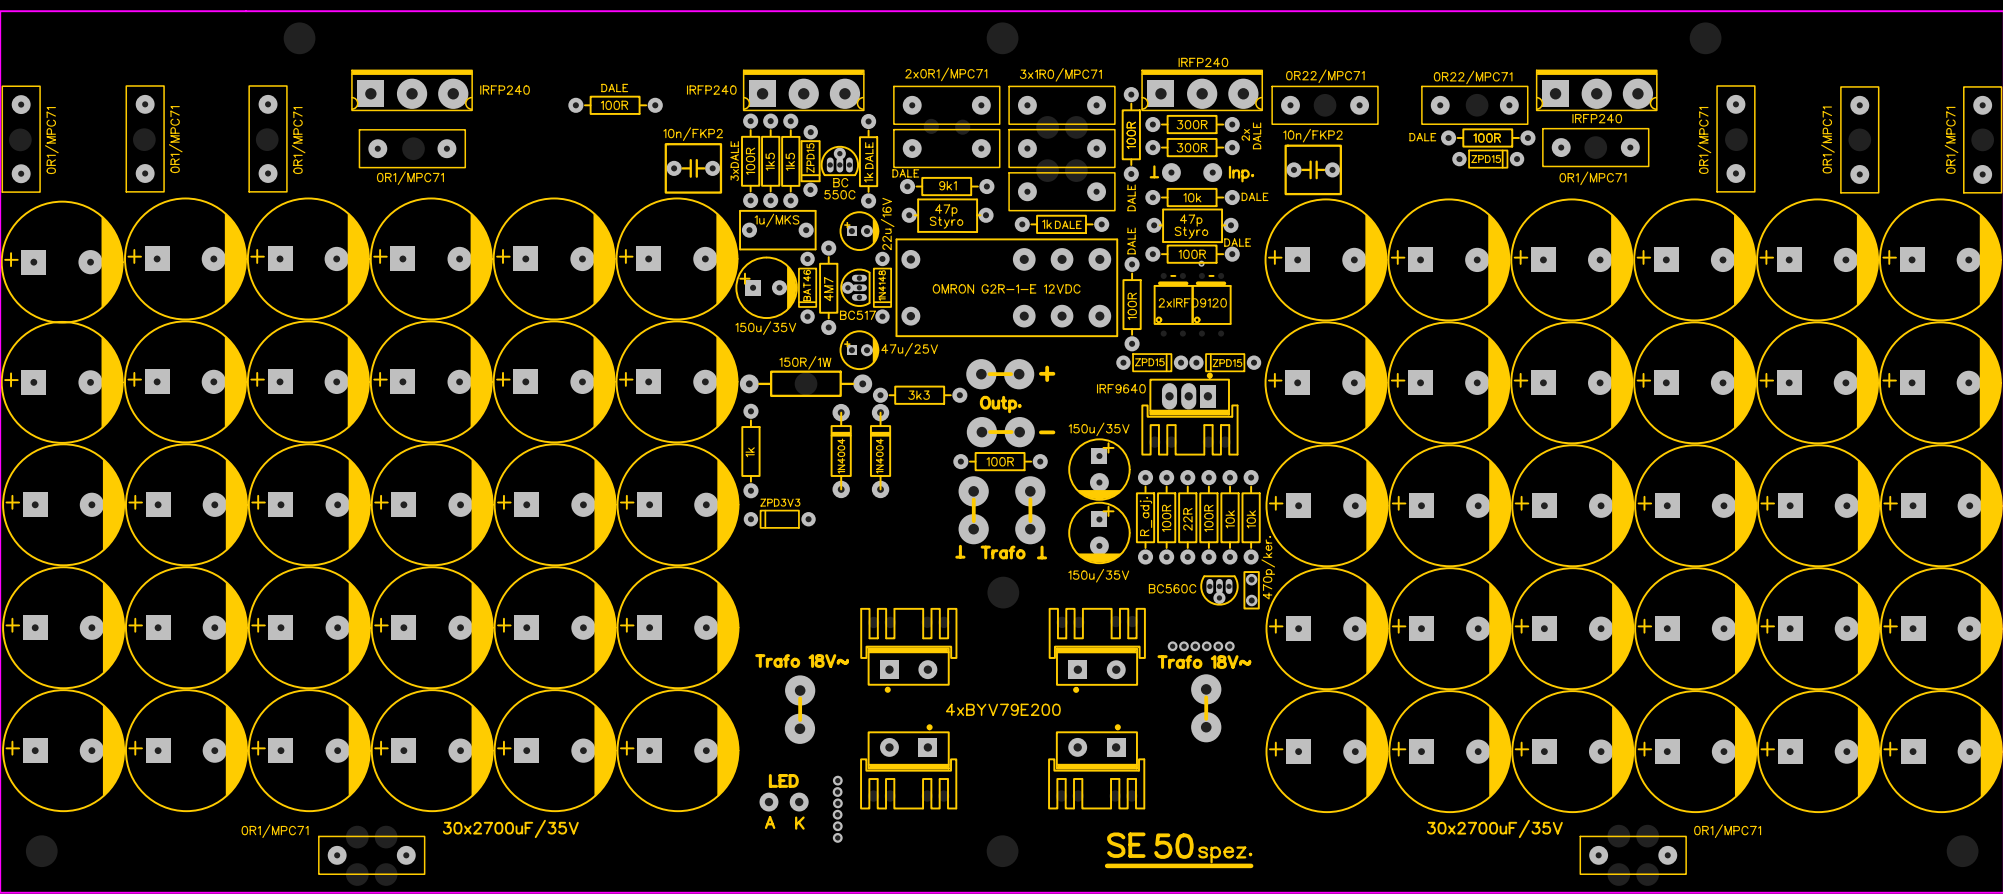 IRFP240
DALE
100R
IRFP240
2x0R1/MPC71
3x1R0/MPC71
IRFP240
0R22/MPC71
0R22/MPC71
IRFP240
0R1/MPC71
0R1/MPC71
0R1/MPC71
0R1/MPC71
10n/FKP2
3xDALE
100R
1k5
1k5
ZPD15
BC
550C
1k DALE
DALE
9k1
47p
Styro
1k DALE
100R
DALE
300R
300R
2x
DALE
Inp.
10k
DALE
47p
Styro
DALE
100R
10n/FKP2
DALE
100R
ZPD15
0R1/MPC71
0R1/MPC71
0R1/MPC71
0R1/MPC71
1u/MKS
22u/16V
150u/35V
BAT46
4M7
BC517
1N4148
OMRON G2R-1-E 12VDC
DALE
100R
2xIRFD9120
47u/25V
150R/1W
3k3
+
Outp.
−
ZPD15
ZPD15
IRF9640
1k
1N4004
1N4004
ZPD3V3
100R
150u/35V
150u/35V
⊥ Trafo ⊥
R_adj.
100R
22R
100R
10k
10k
BC560C
470p/ker.
Trafo 18V~
Trafo 18V~
4xBYV79E200
LED
A
K
0R1/MPC71
30x2700uF/35V
30x2700uF/35V
0R1/MPC71
SE 50 spez.